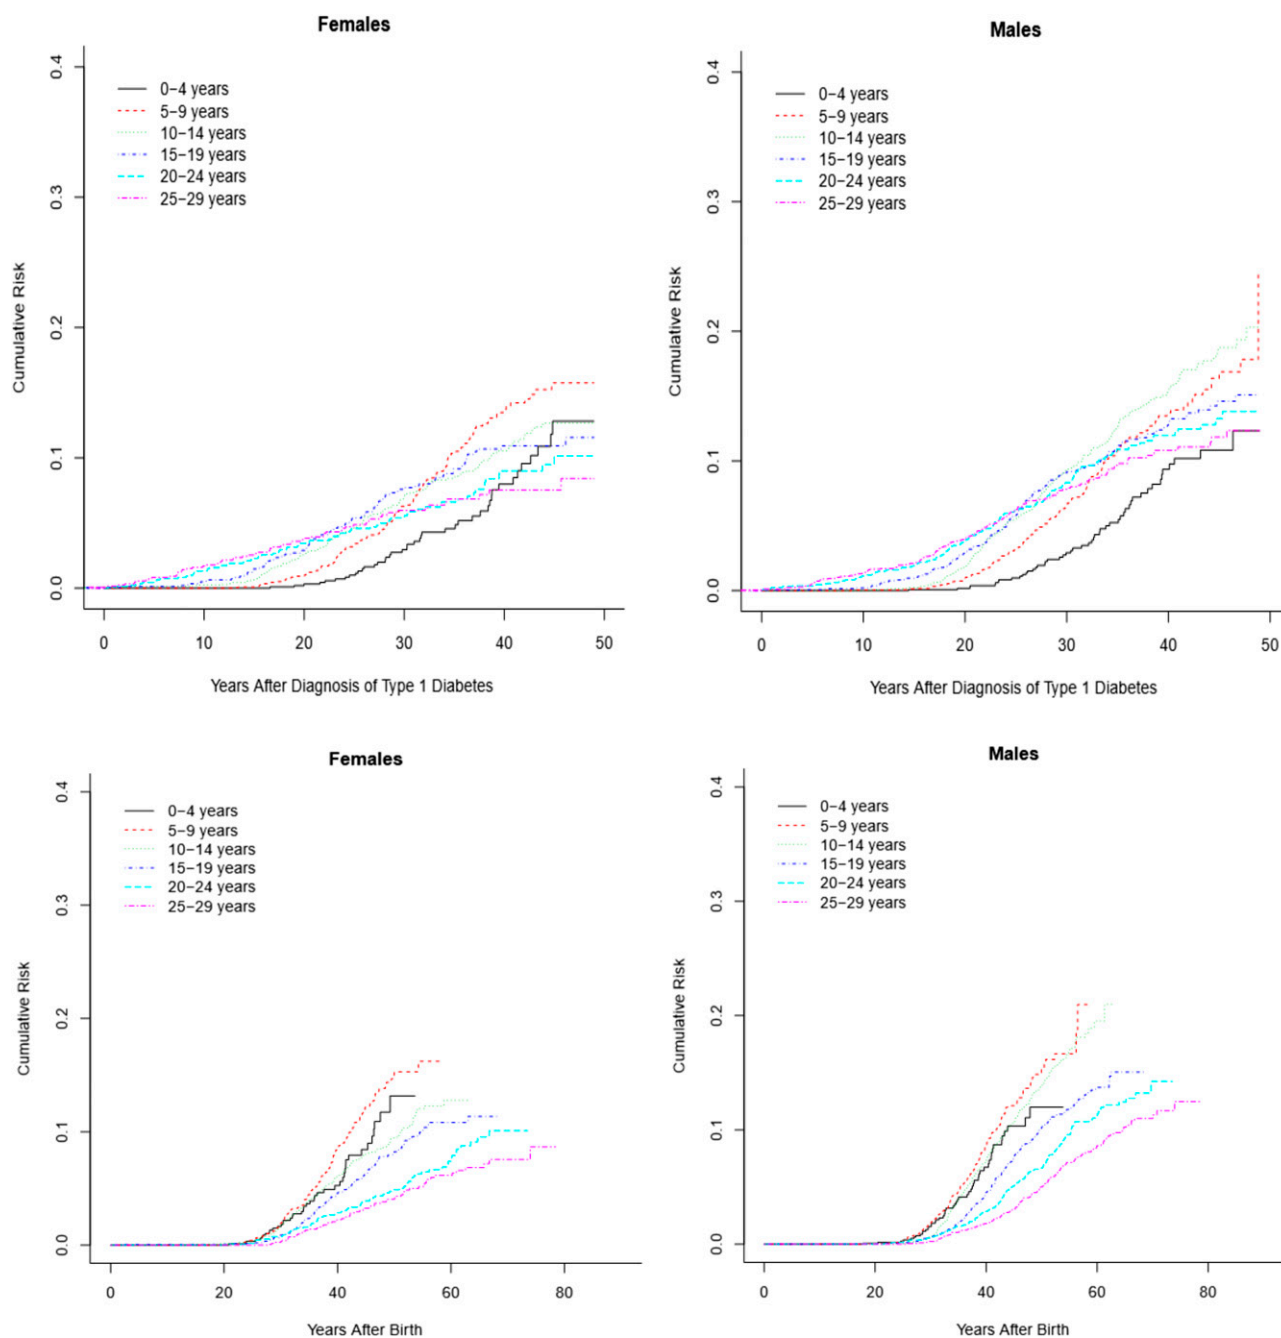 Females
0.4
0.3
0.2
0.1
0.0
Cumulative Risk
0−4 years
5−9 years
10−14 years
15−19 years
20−24 years
25−29 years
0 10 20 30 40 50
Years After Diagnosis of Type 1 Diabetes
Males
0.4
0.3
0.2
0.1
0.0
Cumulative Risk
0−4 years
5−9 years
10−14 years
15−19 years
20−24 years
25−29 years
0 10 20 30 40 50
Years After Diagnosis of Type 1 Diabetes
Females
0.4
0.3
0.2
0.1
0.0
Cumulative Risk
0−4 years
5−9 years
10−14 years
15−19 years
20−24 years
25−29 years
0 20 40 60 80
Years After Birth
Males
0.4
0.3
0.2
0.1
0.0
Cumulative Risk
0−4 years
5−9 years
10−14 years
15−19 years
20−24 years
25−29 years
0 20 40 60 80
Years After Birth